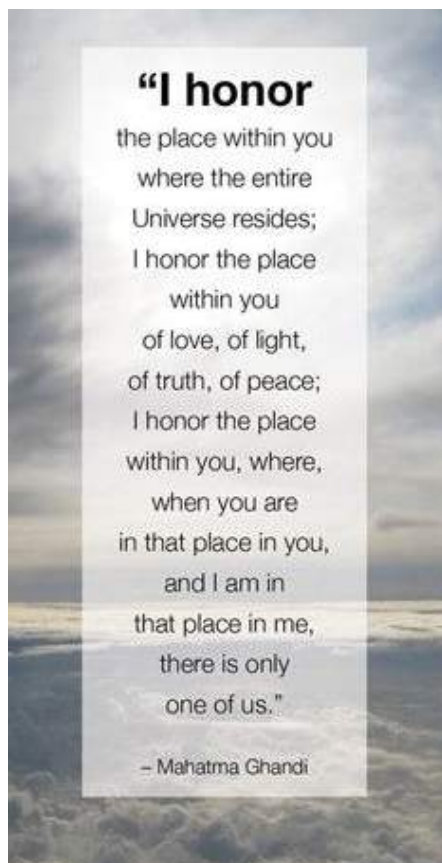 “I honor
the place within you
where the entire
Universe resides;
I honor the place
within you
of love, of light,
of truth, of peace;
I honor the place
within you, where,
when you are
in that place in you,
and I am in
that place in me,
there is only
one of us.”
– Mahatma Ghandi